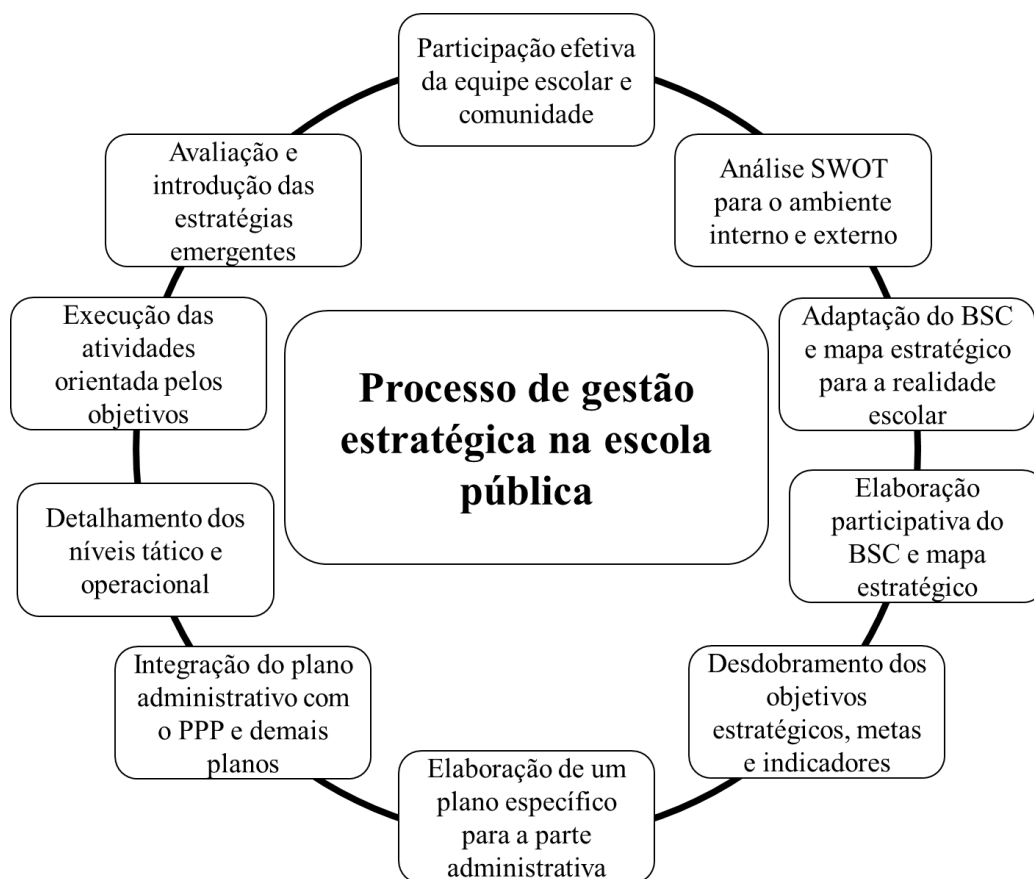 Participação efetiva
da equipe escolar e
comunidade
Análise SWOT
para o ambiente
interno e externo
Adaptação do BSC
e mapa estratégico
para a realidade
escolar
Elaboração
participativa do
BSC e mapa
estratégico
Desdobramento dos
objetivos
estratégicos, metas
e indicadores
Elaboração de um
plano específico
para a parte
administrativa
Integração do plano
administrativo com
o PPP e demais
planos
Detalhamento dos
níveis tático e
operacional
Execução das
atividades
orientada pelos
objetivos
Avaliação e
introdução das
estratégias
emergentes
Processo de gestão
estratégica na escola
pública